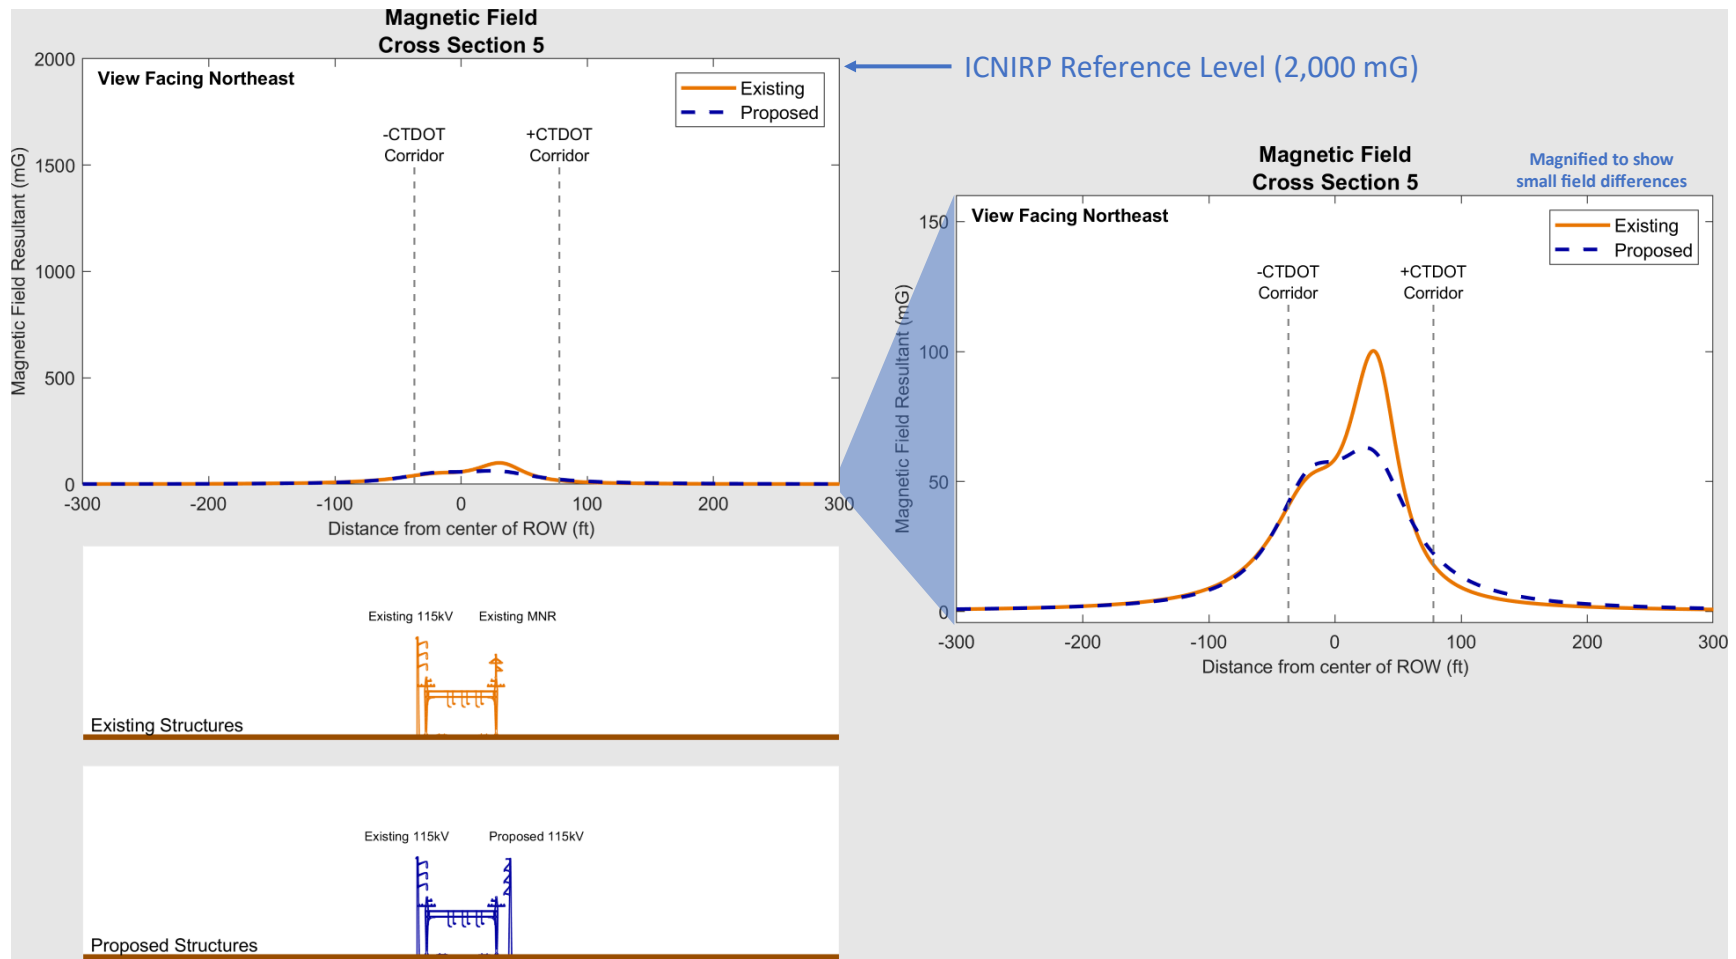 Magnetic Field
Cross Section 5
2000
1500
1000
500
0
Magnetic Field Resultant (mG)
View Facing Northeast
Existing
Proposed
-CTDOT
Corridor
+CTDOT
Corridor
-300
-200
-100
0
100
200
300
Distance from center of ROW (ft)
ICNIRP Reference Level (2,000 mG)
Magnetic Field
Cross Section 5
Magnified to show
small field differences
150
100
50
0
Magnetic Field Resultant (mG)
View Facing Northeast
Existing
Proposed
-CTDOT
Corridor
+CTDOT
Corridor
-300
-200
-100
0
100
200
300
Distance from center of ROW (ft)
Existing 115kV
Existing MNR
Existing Structures
Existing 115kV
Proposed 115kV
Proposed Structures